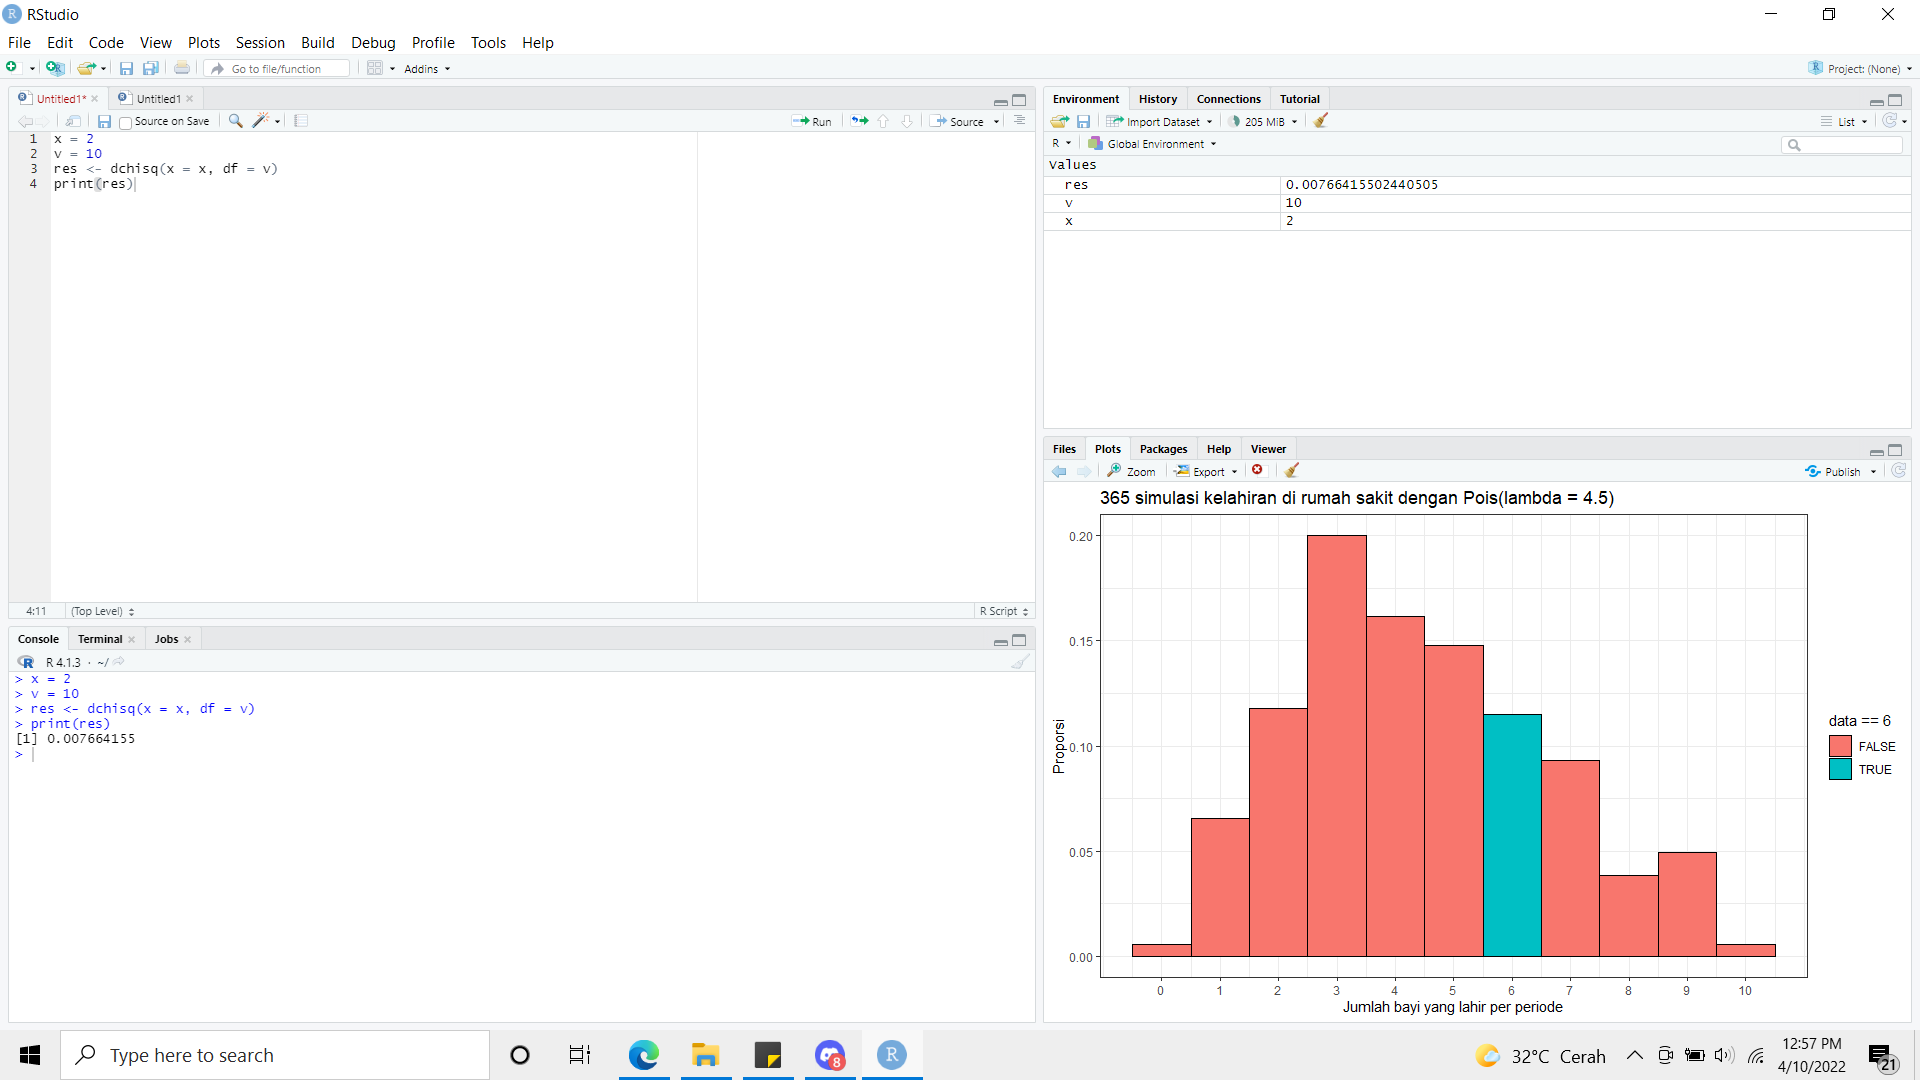 RStudio
File Edit Code View Plots Session Build Debug Profile Tools Help
Go to file/function Addins Project: (None)
Untitled1* Untitled1
Source on Save Run Source
1 x = 2
2 v = 10
3 res <- dchisq(x = x, df = v)
4 print(res)
4:11 (Top Level) R Script
Console Terminal Jobs
R 4.1.3 · ~/
> x = 2
> v = 10
> res <- dchisq(x = x, df = v)
> print(res)
[1] 0.007664155
>
Environment History Connections Tutorial
Import Dataset 205 MiB List
R Global Environment
Values
res 0.00766415502440505
v 10
x 2
Files Plots Packages Help Viewer
Zoom Export Publish
365 simulasi kelahiran di rumah sakit dengan Pois(lambda = 4.5)
Proporsi
0.20
0.15
0.10
0.05
0.00
0 1 2 3 4 5 6 7 8 9 10
Jumlah bayi yang lahir per periode
data == 6
FALSE
TRUE
Type here to search
8
R
32°C Cerah
12:57 PM
4/10/2022
21